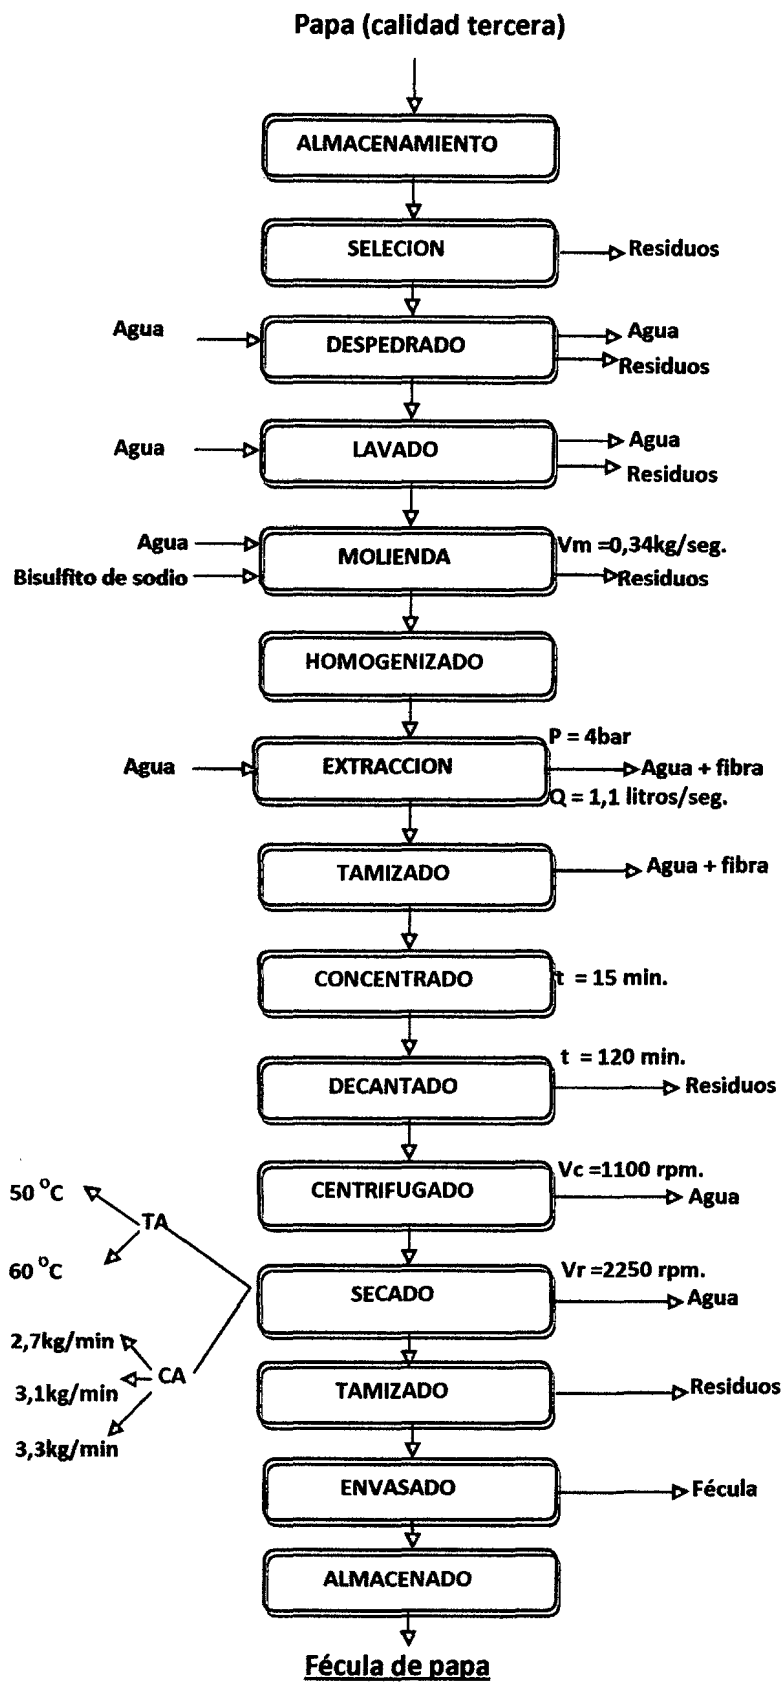 Papa (calidad tercera)
ALMACENAMIENTO
SELECION
Residuos
Agua
DESPEDRADO
Agua
Residuos
Agua
LAVADO
Agua
Residuos
Agua
Bisulfito de sodio
MOLIENDA
Vm =0,34kg/seg.
Residuos
HOMOGENIZADO
P = 4bar
Agua
EXTRACCION
Agua + fibra
Q = 1,1 litros/seg.
TAMIZADO
Agua + fibra
CONCENTRADO
t = 15 min.
t = 120 min.
DECANTADO
Residuos
CENTRIFUGADO
Vc =1100 rpm.
Agua
50 °C
TA
60 °C
SECADO
Vr =2250 rpm.
Agua
2,7kg/min
CA
3,1kg/min
3,3kg/min
TAMIZADO
Residuos
ENVASADO
Fécula
ALMACENADO
Fécula de papa